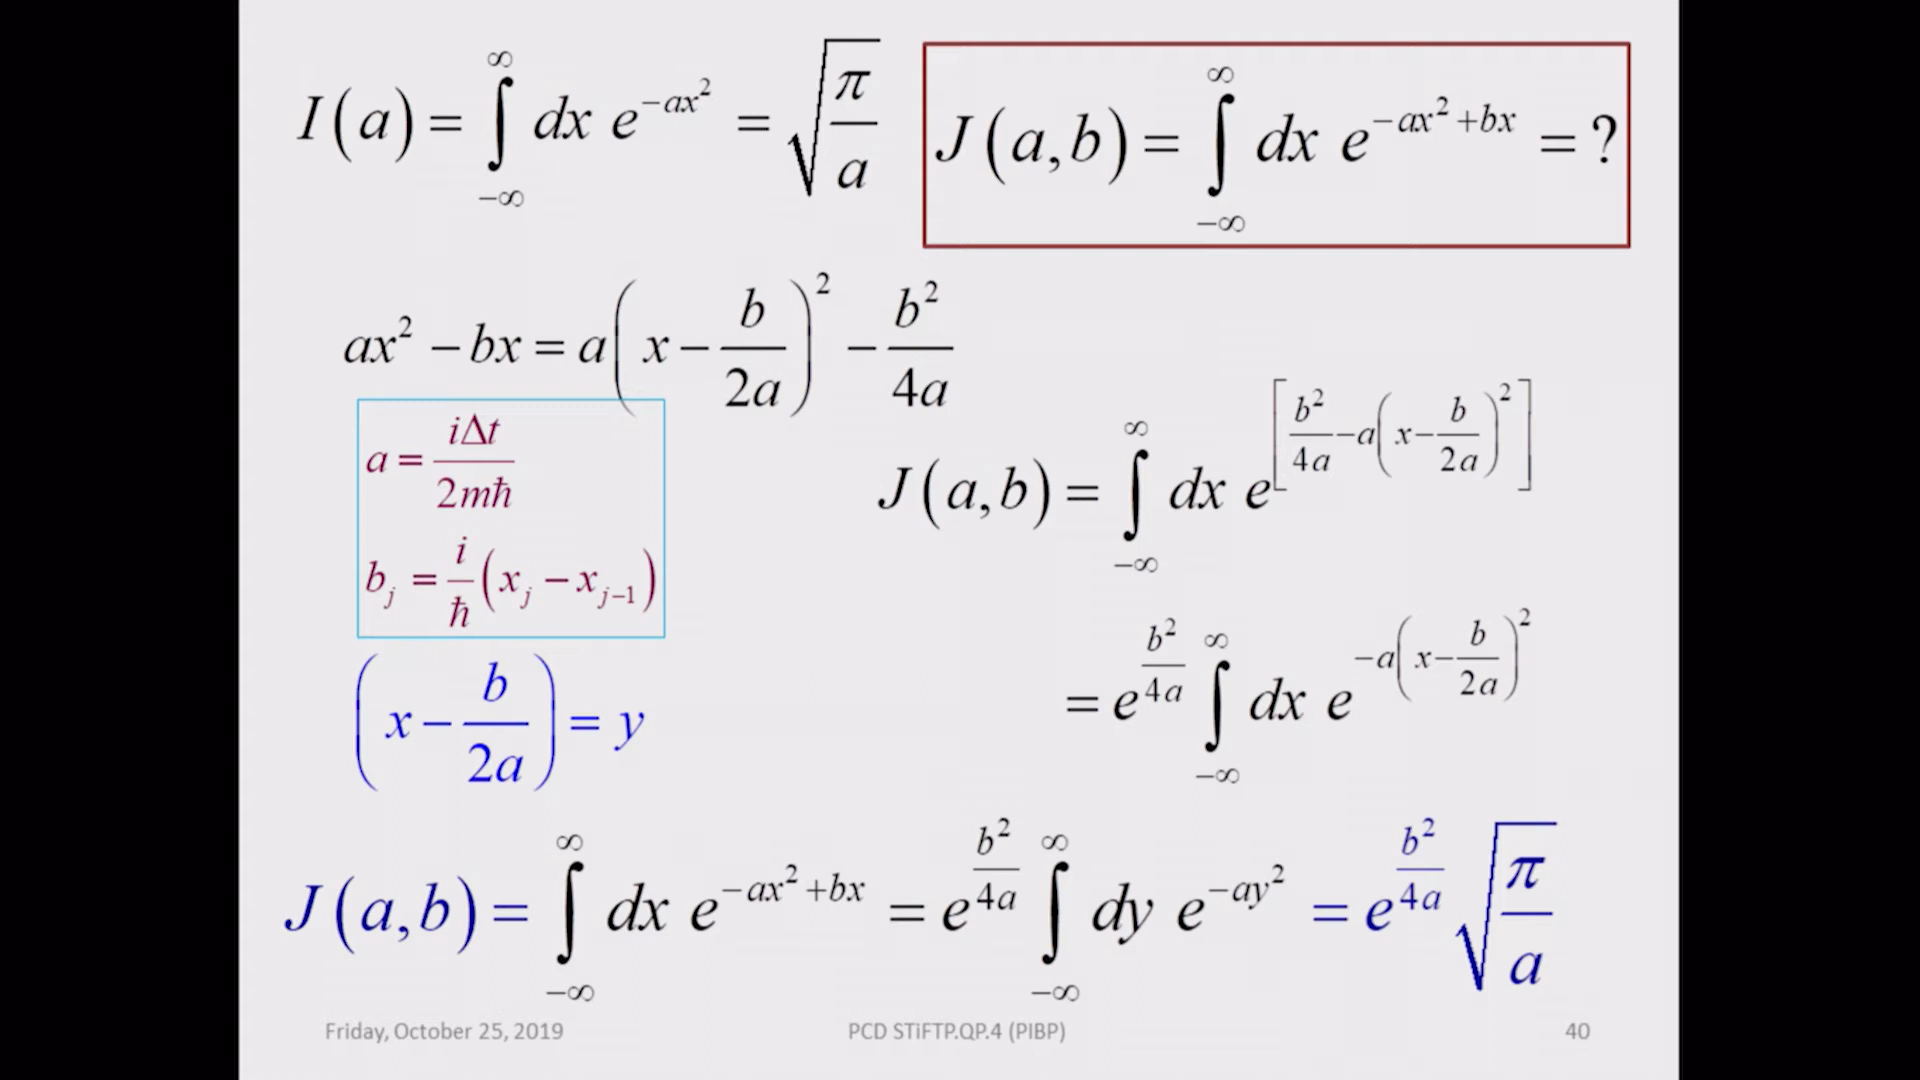 I(a) = ∫_{-∞}^{∞} dx e^{-ax²} = √(π/a)
J(a,b) = ∫_{-∞}^{∞} dx e^{-ax²+bx} = ?
ax² − bx = a(x − b/2a)² − b²/4a
a = iΔt/2mħ
b_j = i/ħ (x_j − x_{j−1})
J(a,b) = ∫_{-∞}^{∞} dx e^{[b²/4a − a(x − b/2a)²]}
= e^{b²/4a} ∫_{-∞}^{∞} dx e^{−a(x − b/2a)²}
(x − b/2a) = y
J(a,b) = ∫_{-∞}^{∞} dx e^{-ax²+bx} = e^{b²/4a} ∫_{-∞}^{∞} dy e^{-ay²} = e^{b²/4a} √(π/a)
Friday, October 25, 2019 PCD STiFTP.QP.4 (PIBP) 40